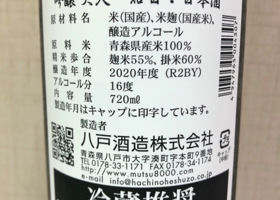 原材料名 米(国産)、米麹(国産米)、
醸造アルコール
原料米 青森県産米100%
精米歩合 麹米55%、掛米60%
醸造年度 2020年度(R2BY)
アルコール分 16度
内容量 720ml
製造年月はキャップに印字しています。
製造者
八戸酒造株式会社
青森県八戸市大字湊町字本町9番地
TEL.0178-33-1171 FAX.0178-34-1174
www.mutsu8000.com
info@hachinoheshuzo.co.jp
冷蔵推奨